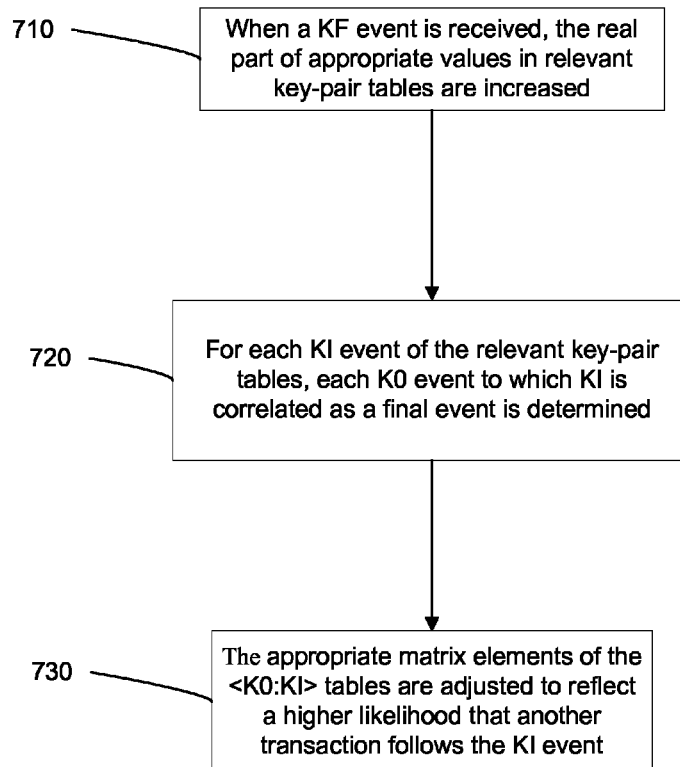 710
When a KF event is received, the real
part of appropriate values in relevant
key-pair tables are increased
720
For each KI event of the relevant key-pair
tables, each K0 event to which KI is
correlated as a final event is determined
730
The appropriate matrix elements of the
<K0:KI> tables are adjusted to reflect
a higher likelihood that another
transaction follows the KI event